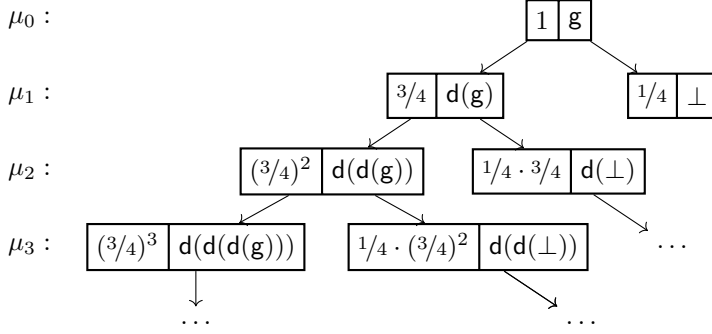 μ₀ : 1 g
μ₁ : 3/4 d(g) 1/4 ⊥
μ₂ : (3/4)² d(d(g)) 1/4 · 3/4 d(⊥)
μ₃ : (3/4)³ d(d(d(g))) 1/4 · (3/4)² d(d(⊥)) ...
... ...